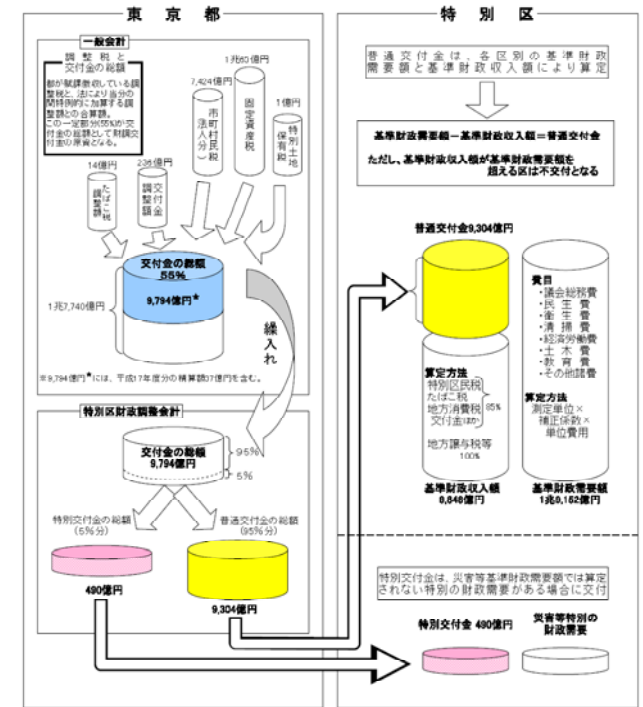 東京都
一般会計
調整税と
交付金の総額
都が賦課徴収している調
整税と、法により当分の
間特例的に加算する調
整額との合算額。
この一定部分(55%)が交
付金の総額として財調交
付金の原資となる。
14億円
たばこ税
調整額
236億円
交付金
調整額
7,424億円
市町村民税
(法人分)
固定資産税
1億円
特別土地
保有税
交付金の総額
55%
9,794億円*
1兆7,740億円
繰入れ
※9,794億円*には、平成17年度分の精算額37億円を含む。
特別区財政調整会計
交付金の総額
9,794億円
95%
5%
特別交付金の総額
(5%分)
490億円
普通交付金の総額
(95%分)
9,304億円
特別区
普通交付金は、各区別の基準財政
需要額と基準財政収入額により算定
基準財政需要額−基準財政収入額=普通交付金
ただし、基準財政収入額が基準財政需要額を
超える区は不交付となる
普通交付金9,304億円
算定方法
特別区民税
たばこ税
地方消費税
交付金ほか
85%
地方譲与税等
100%
基準財政収入額
費目
・議会総務費
・民生費
・衛生費
・清掃費
・経済労働費
・土木費
・教育費
・その他諸費
算定方法
測定単位×
補正係数×
単位費用
基準財政需要額
特別交付金は、災害等基準財政需要額では算定
されない特別の財政需要がある場合に交付
特別交付金 490億円
災害等特別の
財政需要